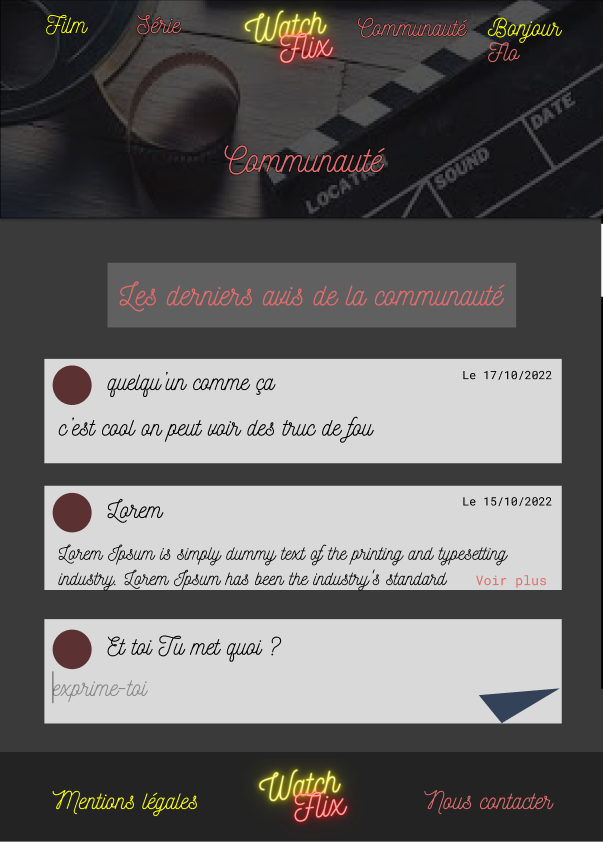 Film
Série
Watch
Flix
Communauté
Bonjour
Flo
Communauté
LOCATION
SOUND
DATE
Les derniers avis de la communauté
quelqu'un comme ça
Le 17/10/2022
c'est cool on peut voir des truc de fou
Lorem
Le 15/10/2022
Lorem Ipsum is simply dummy text of the printing and typesetting
industry. Lorem Ipsum has been the industry's standard
Voir plus
Et toi Tu met quoi ?
exprime-toi
Mentions légales
Watch
Flix
Nous contacter